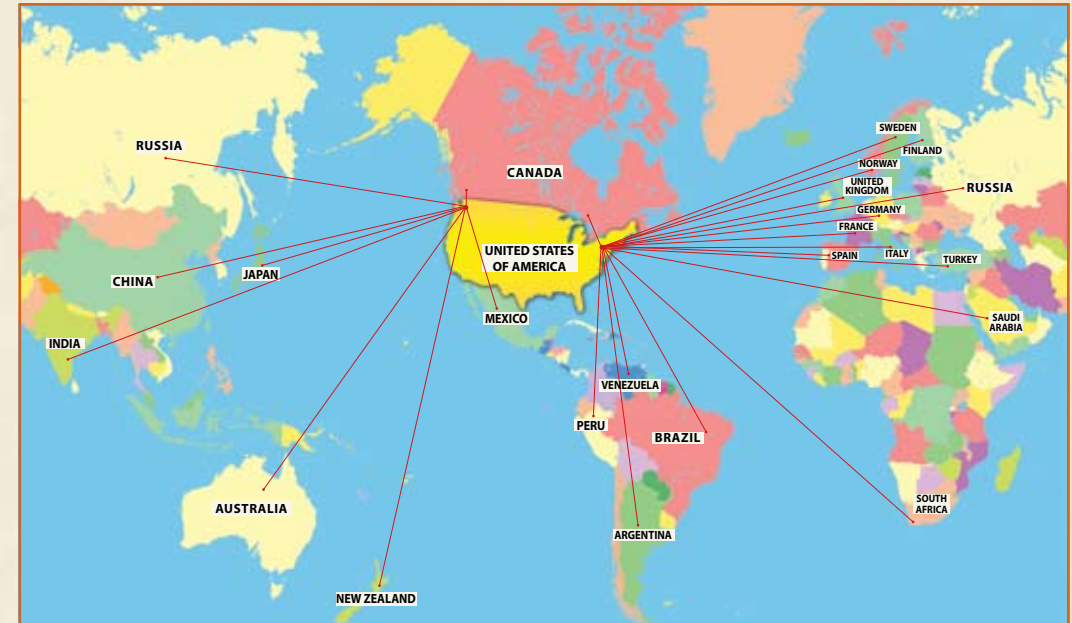 SWEDEN
RUSSIA
FINLAND
NORWAY
CANADA
UNITED
KINGDOM
RUSSIA
GERMANY
FRANCE
UNITED STATES
OF AMERICA
SPAIN
ITALY
TURKEY
CHINA
JAPAN
MEXICO
SAUDI
ARABIA
INDIA
VENEZUELA
PERU
BRAZIL
SOUTH
AFRICA
AUSTRALIA
ARGENTINA
NEW ZEALAND